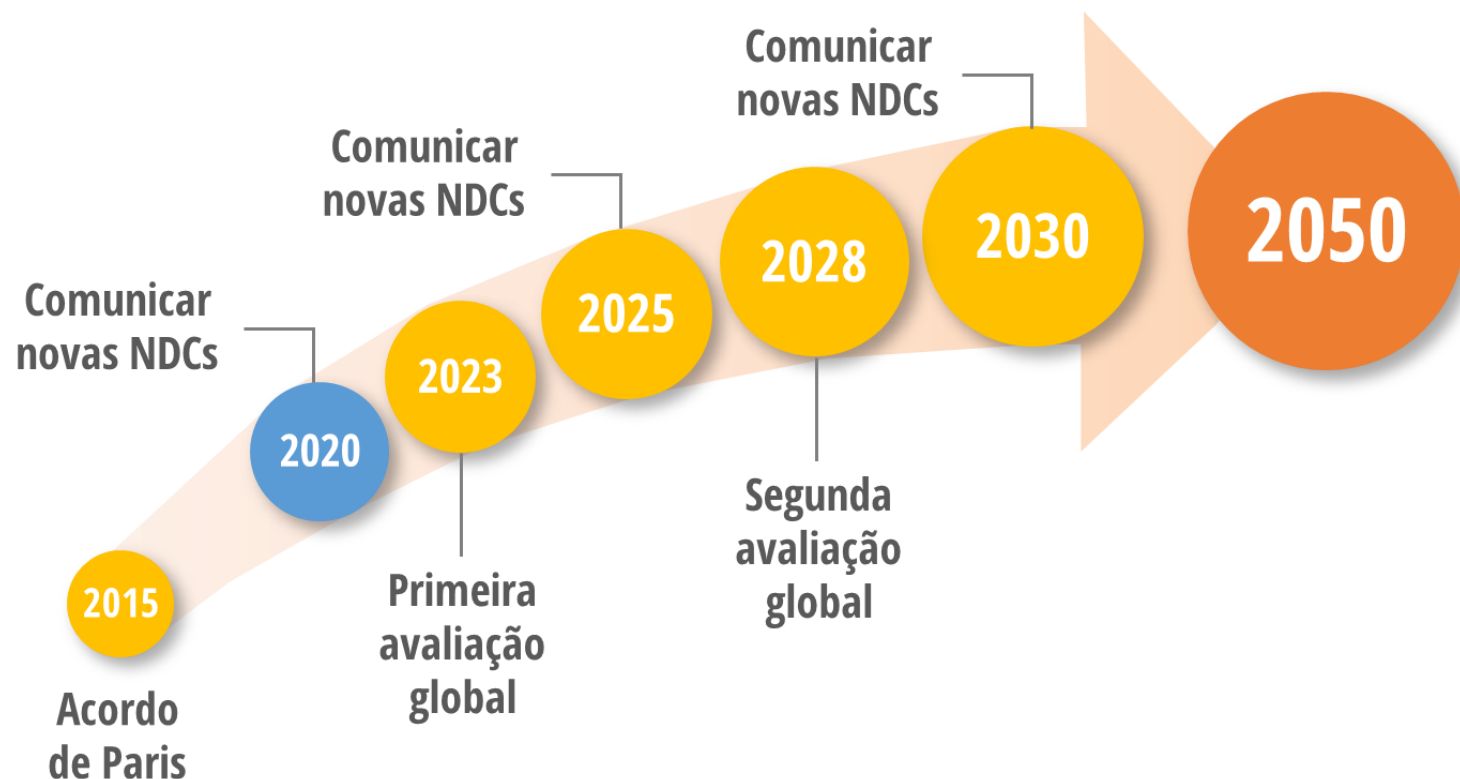 2015
Acordo
de Paris
Comunicar
novas NDCs
2020
2023
Primeira
avaliação
global
Comunicar
novas NDCs
2025
2028
Segunda
avaliação
global
Comunicar
novas NDCs
2030
2050